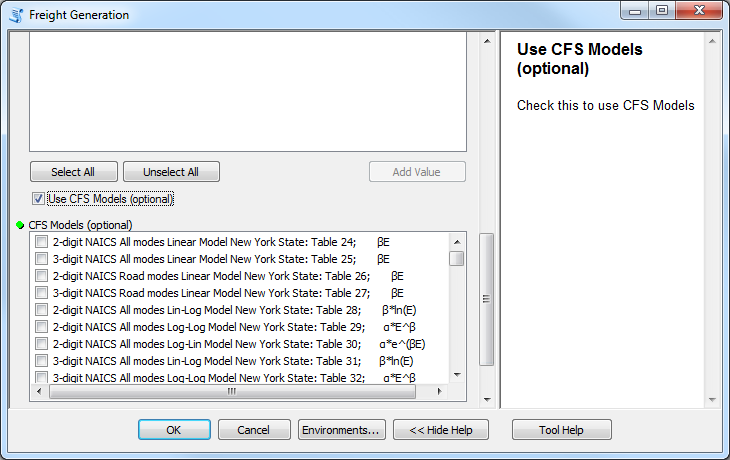 Freight Generation
Select All
Unselect All
Add Value
Use CFS Models (optional)
CFS Models (optional)
2-digit NAICS All modes Linear Model New York State: Table 24; βE
3-digit NAICS All modes Linear Model New York State: Table 25; βE
2-digit NAICS Road modes Linear Model New York State: Table 26; βE
3-digit NAICS Road modes Linear Model New York State: Table 27; βE
2-digit NAICS All modes Lin-Log Model New York State: Table 28; β*ln(E)
2-digit NAICS All modes Log-Log Model New York State: Table 29; α*E^β
2-digit NAICS All modes Log-Lin Model New York State: Table 30; α*e^(βE)
3-digit NAICS All modes Lin-Log Model New York State: Table 31; β*ln(E)
3-digit NAICS All modes Log-Log Model New York State: Table 32; α*E^β
OK
Cancel
Environments...
<< Hide Help
Tool Help
Use CFS Models
(optional)
Check this to use CFS Models